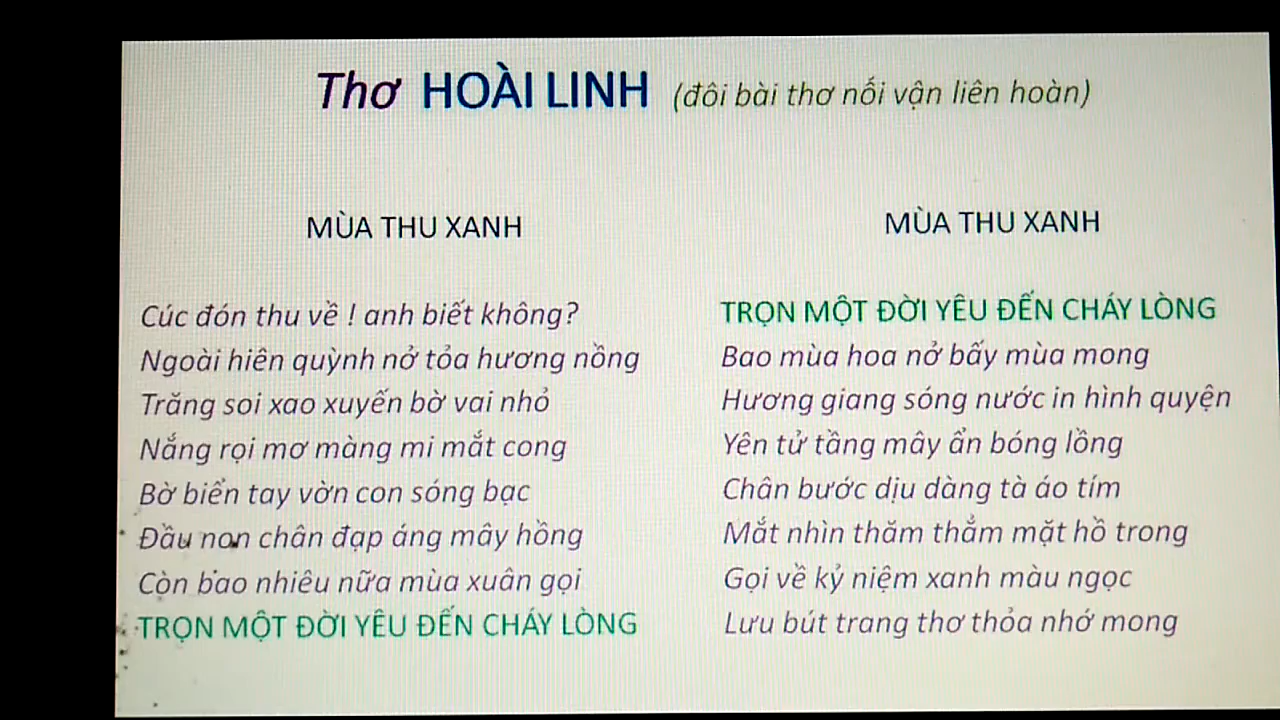 Thơ HOÀI LINH (đôi bài thơ nối vận liên hoàn)
MÙA THU XANH
Cúc đón thu về ! anh biết không?
Ngoài hiên quỳnh nở tỏa hương nồng
Trăng soi xao xuyến bờ vai nhỏ
Nắng rọi mơ màng mi mắt cong
Bờ biển tay vờn con sóng bạc
Đầu non chân đạp áng mây hồng
Còn bao nhiêu nữa mùa xuân gọi
TRỌN MỘT ĐỜI YÊU ĐẾN CHÁY LÒNG
MÙA THU XANH
TRỌN MỘT ĐỜI YÊU ĐẾN CHÁY LÒNG
Bao mùa hoa nở bấy mùa mong
Hương giang sóng nước in hình quyện
Yên tử tầng mây ẩn bóng lồng
Chân bước dịu dàng tà áo tím
Mắt nhìn thăm thẳm mặt hồ trong
Gọi về kỷ niệm xanh màu ngọc
Lưu bút trang thơ thỏa nhớ mong